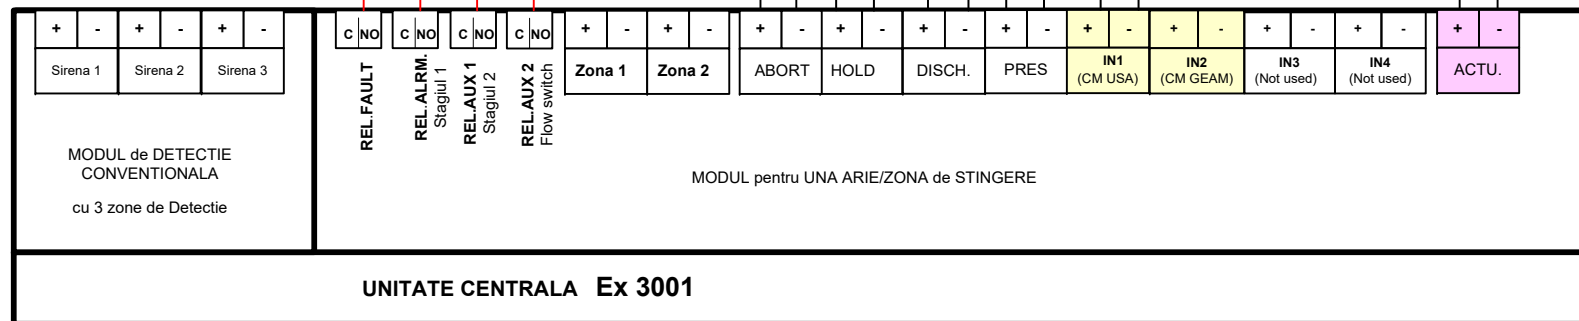 + - + - + -
Sirena 1 Sirena 2 Sirena 3
C NO C NO C NO C NO
REL.FAULT
REL.ALRM.
Stagiul 1
REL.AUX 1
Stagiul 2
REL.AUX 2
Flow switch
+ - + -
Zona 1 Zona 2
+ - + - + - + - + - + - + - + -
ABORT HOLD DISCH. PRES
IN1
(CM USA)
IN2
(CM GEAM)
IN3
(Not used)
IN4
(Not used)
+ -
ACTU.
MODUL de DETECTIE
CONVENTIONALA
cu 3 zone de Detectie
MODUL pentru UNA ARIE/ZONA de STINGERE
UNITATE CENTRALA Ex 3001